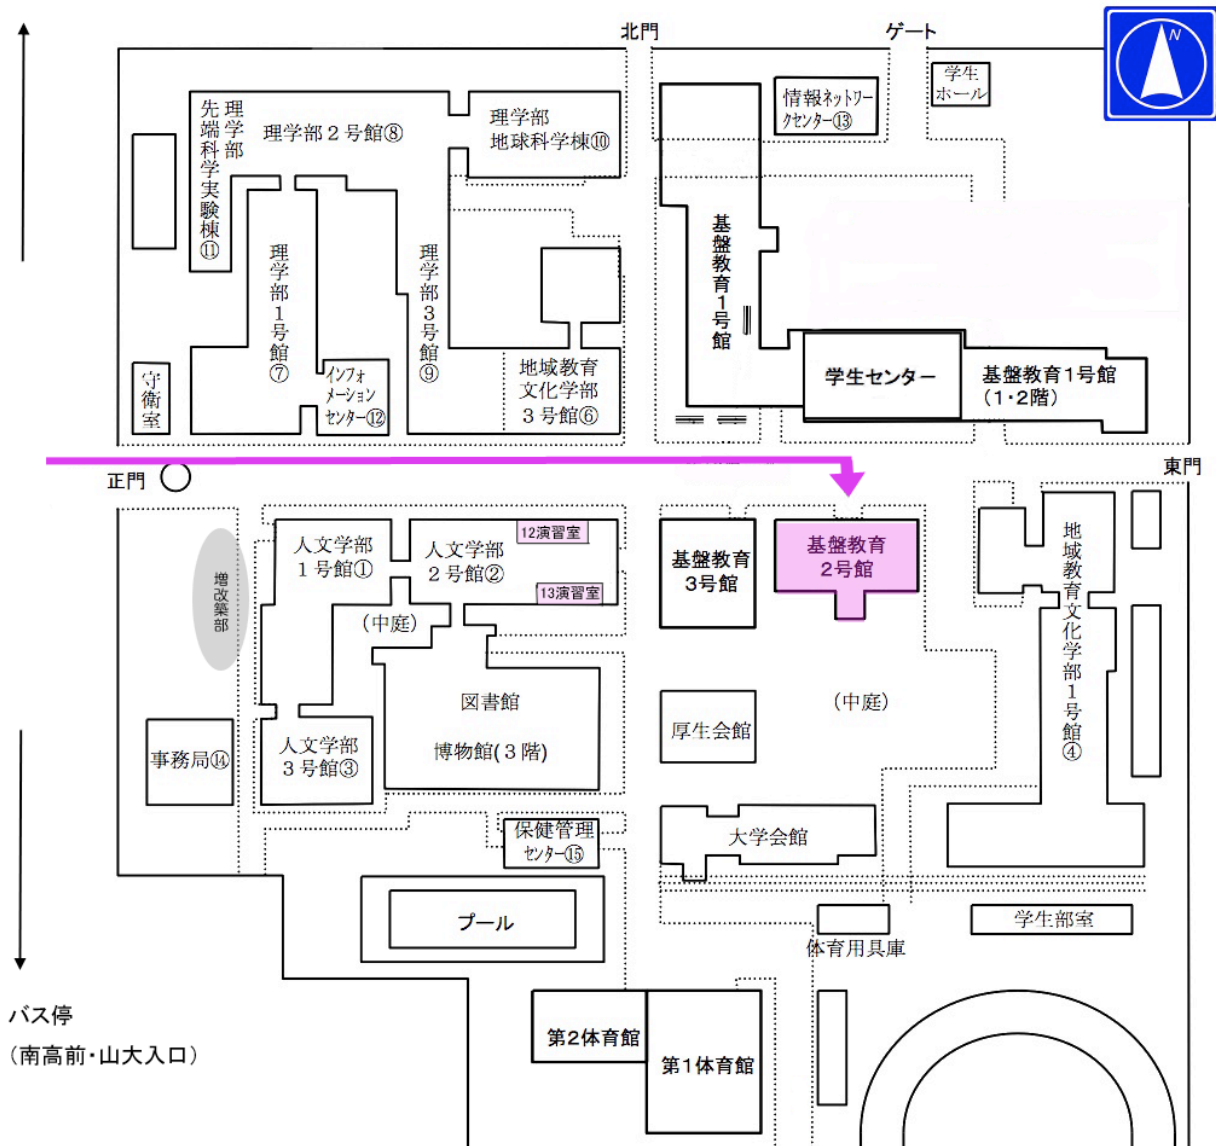 北門
ゲート
N
学生
ホール
情報ネットワー
クセンター⑬
理学部
先端科学実験棟⑪
理学部２号館⑧
理学部
地球科学棟⑩
基盤教育１号館
理学部１号館⑦
理学部３号館⑨
守衛室
インフォ
メーション
センター⑫
地域教育
文化学部
３号館⑥
学生センター
基盤教育１号館
（１・２階）
正門
東門
人文学部
１号館①
人文学部
２号館②
12演習室
13演習室
基盤教育
３号館
基盤教育
２号館
地域教育文化学部１号館④
増改築部
（中庭）
図書館
博物館(３階)
厚生会館
（中庭）
事務局⑭
人文学部
３号館③
保健管理
センター⑮
大学会館
プール
体育用具庫
学生部室
バス停
（南高前・山大入口）
第２体育館
第１体育館